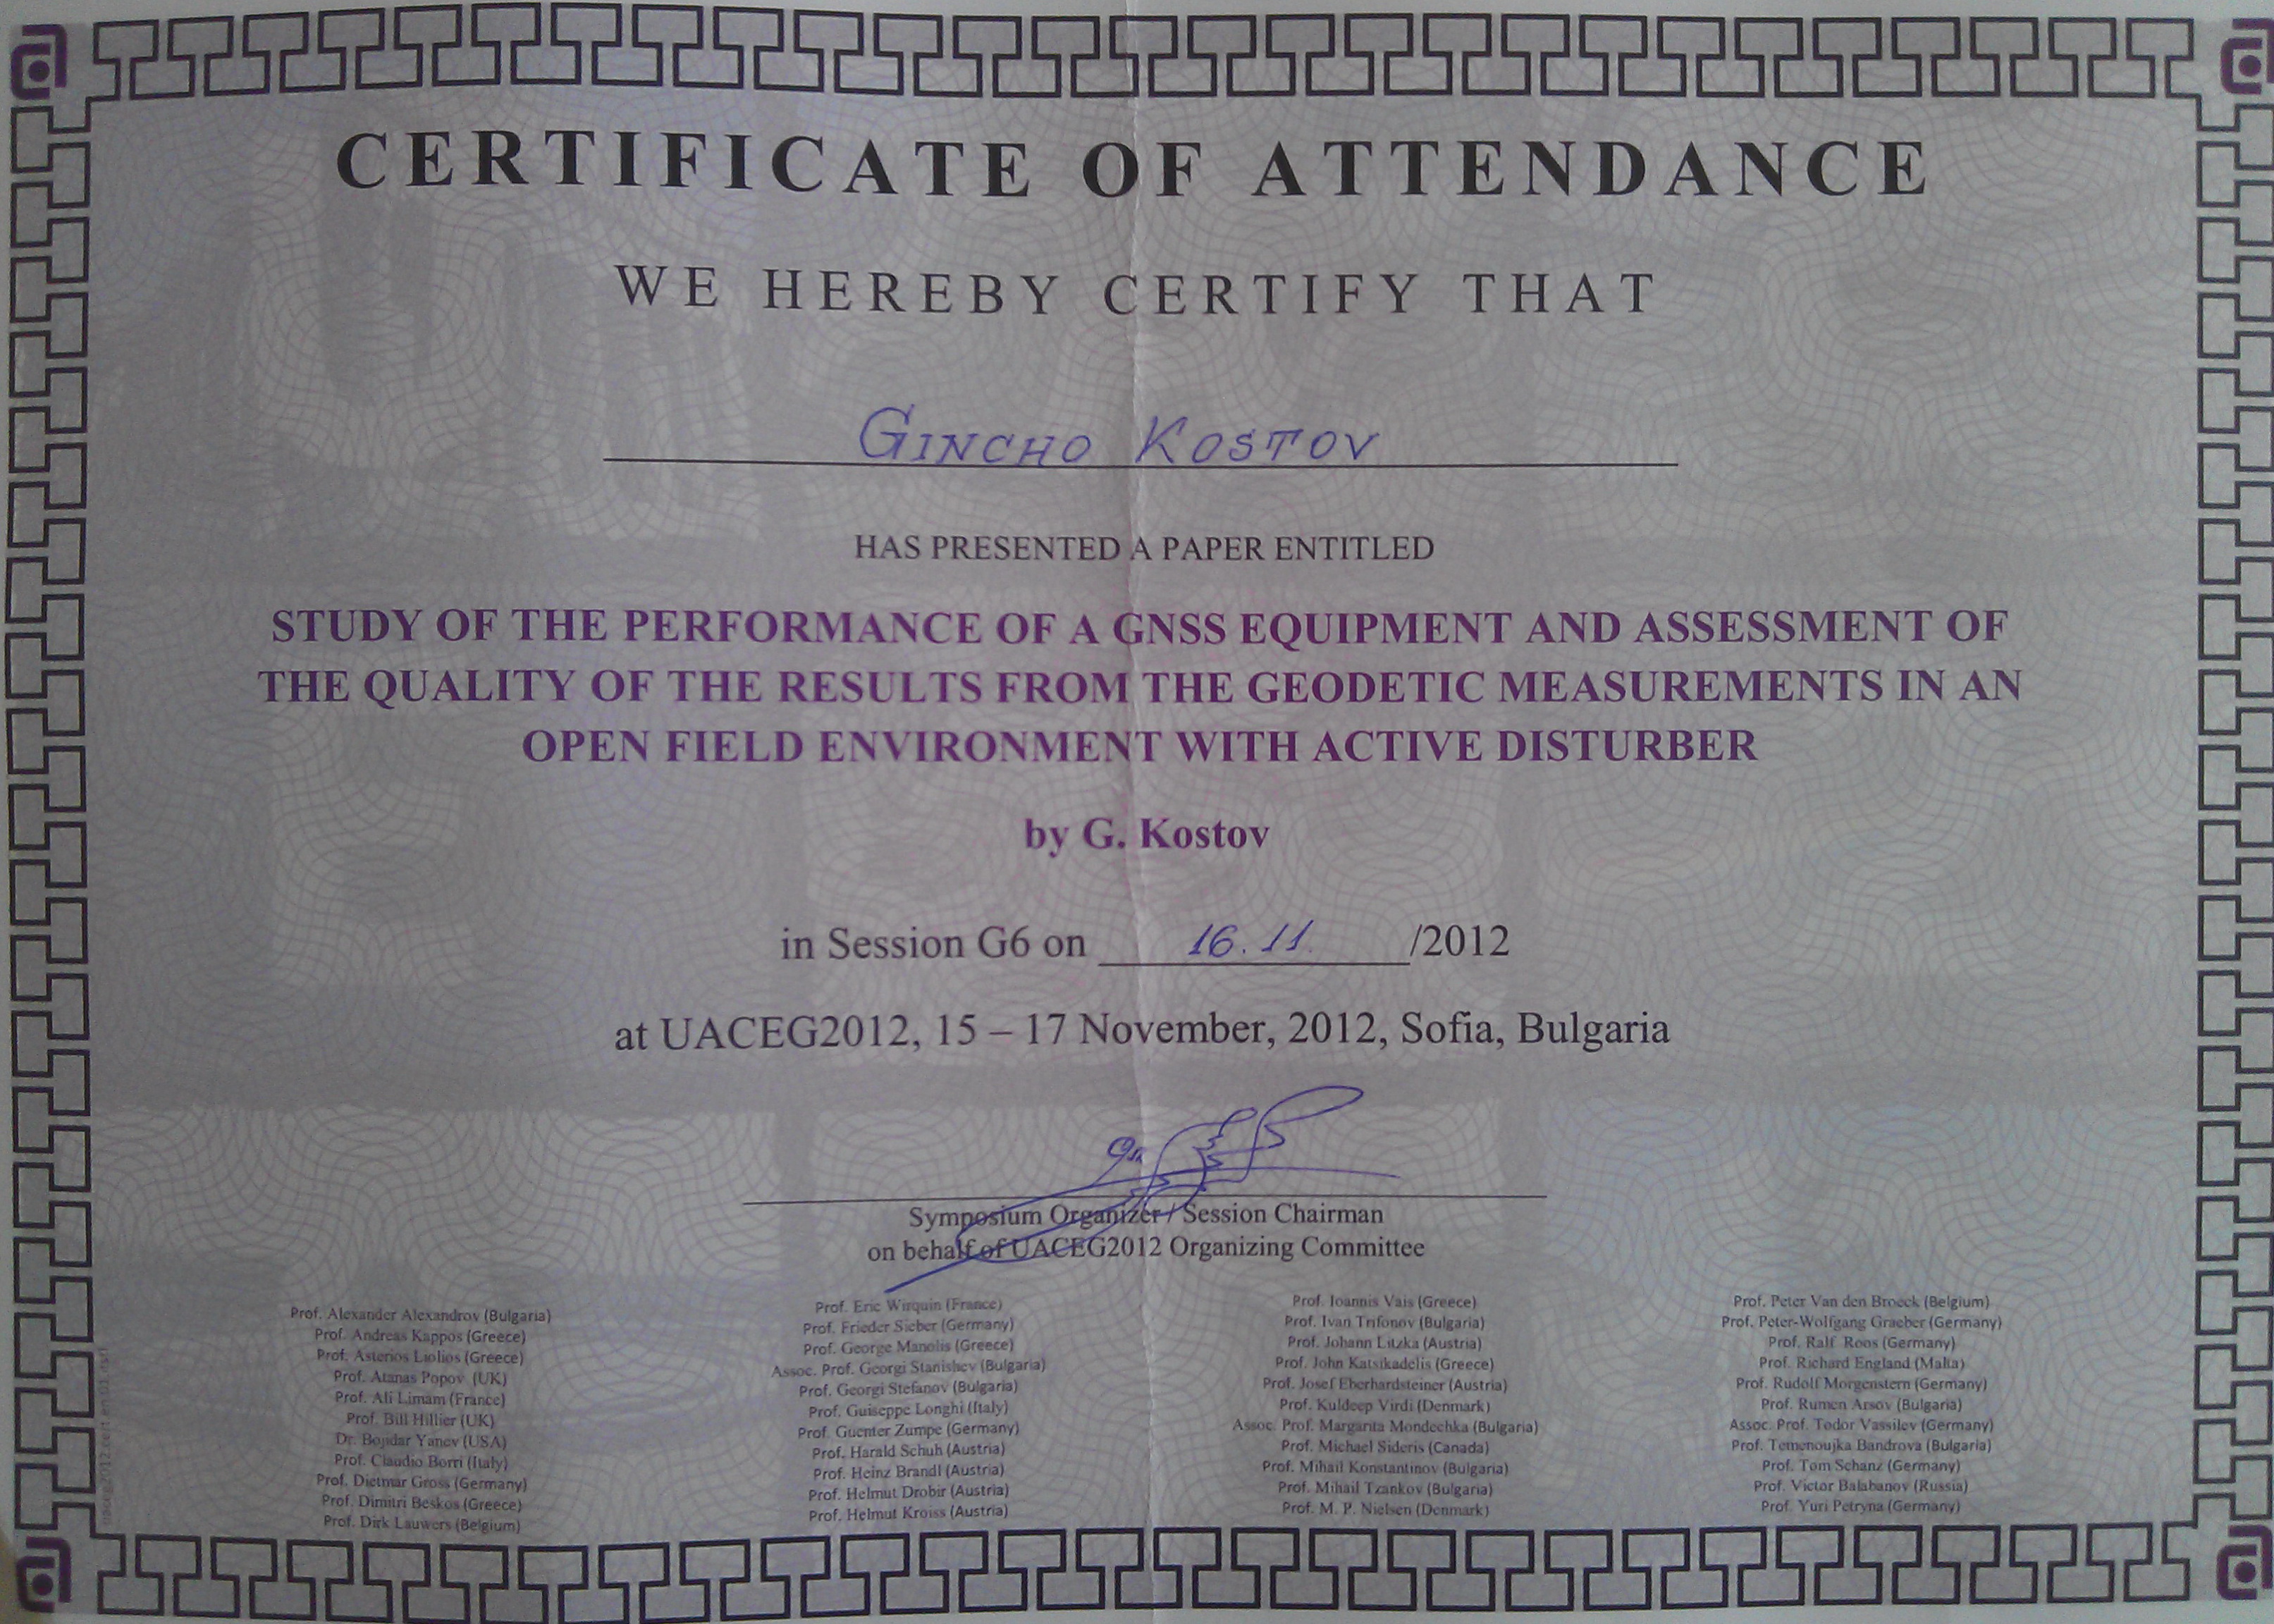 CERTIFICATE OF ATTENDANCE
WE HEREBY CERTIFY THAT
GINCHO KOSTOV
HAS PRESENTED A PAPER ENTITLED
STUDY OF THE PERFORMANCE OF A GNSS EQUIPMENT AND ASSESSMENT OF
THE QUALITY OF THE RESULTS FROM THE GEODETIC MEASUREMENTS IN AN
OPEN FIELD ENVIRONMENT WITH ACTIVE DISTURBER
by G. Kostov
in Session G6 on 16.11. /2012
at UACEG2012, 15 – 17 November, 2012, Sofia, Bulgaria
Symposium Organizer / Session Chairman
on behalf of UACEG2012 Organizing Committee
Prof. Alexander Alexandrov (Bulgaria)
Prof. Andreas Kappos (Greece)
Prof. Asterios Liolios (Greece)
Prof. Atanas Popov (UK)
Prof. Ali Limam (France)
Prof. Bill Hillier (UK)
Dr. Bojidar Yanev (USA)
Prof. Claudio Borri (Italy)
Prof. Dietmar Gross (Germany)
Prof. Dimitri Beskos (Greece)
Prof. Dirk Lauwers (Belgium)
Prof. Eric Wirquin (France)
Prof. Frieder Sieber (Germany)
Prof. George Manolis (Greece)
Assoc. Prof. Georgi Stanishev (Bulgaria)
Prof. Georgi Stefanov (Bulgaria)
Prof. Guiseppe Longhi (Italy)
Prof. Guenter Zumpe (Germany)
Prof. Harald Schuh (Austria)
Prof. Heinz Brandl (Austria)
Prof. Helmut Drobir (Austria)
Prof. Helmut Kroiss (Austria)
Prof. Ioannis Vais (Greece)
Prof. Ivan Trifonov (Bulgaria)
Prof. Johann Litzka (Austria)
Prof. John Katsikadelis (Greece)
Prof. Josef Eberhardsteiner (Austria)
Prof. Kuldeep Virdi (Denmark)
Assoc. Prof. Margarita Mondechka (Bulgaria)
Prof. Michael Sideris (Canada)
Prof. Mihail Konstantinov (Bulgaria)
Prof. Mihail Tzankov (Bulgaria)
Prof. M. P. Nielsen (Denmark)
Prof. Peter Van den Broeck (Belgium)
Prof. Peter-Wolfgang Graeber (Germany)
Prof. Ralf Roos (Germany)
Prof. Richard England (Malta)
Prof. Rudolf Morgenstern (Germany)
Prof. Rumen Arsov (Bulgaria)
Assoc. Prof. Todor Vassilev (Germany)
Prof. Temenoujka Bandrova (Bulgaria)
Prof. Tom Schanz (Germany)
Prof. Victor Balabanov (Russia)
Prof. Yuri Petryna (Germany)